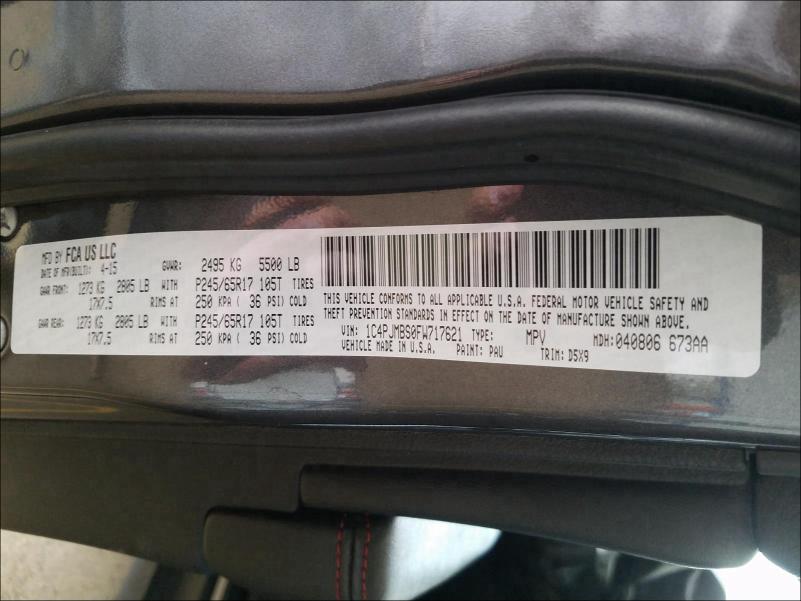 MFD BY FCA US LLC
DATE OF MFD(BUILT): 4-15 GVWR: 2495 KG 5500 LB
GAWR FRONT: 1273 KG 2805 LB WITH P245/65R17 105T TIRES
17X7.5 RIMS AT 250 KPA ( 36 PSI) COLD
GAWR REAR: 1273 KG 2805 LB WITH P245/65R17 105T TIRES
17X7.5 RIMS AT 250 KPA ( 36 PSI) COLD
THIS VEHICLE CONFORMS TO ALL APPLICABLE U.S.A. FEDERAL MOTOR VEHICLE SAFETY AND
THEFT PREVENTION STANDARDS IN EFFECT ON THE DATE OF MANUFACTURE SHOWN ABOVE.
VIN: 1C4PJMBS0FW717621 TYPE: MPV MDH: 040806 673AA
VEHICLE MADE IN U.S.A. PAINT: PAU TRIM: D5X9